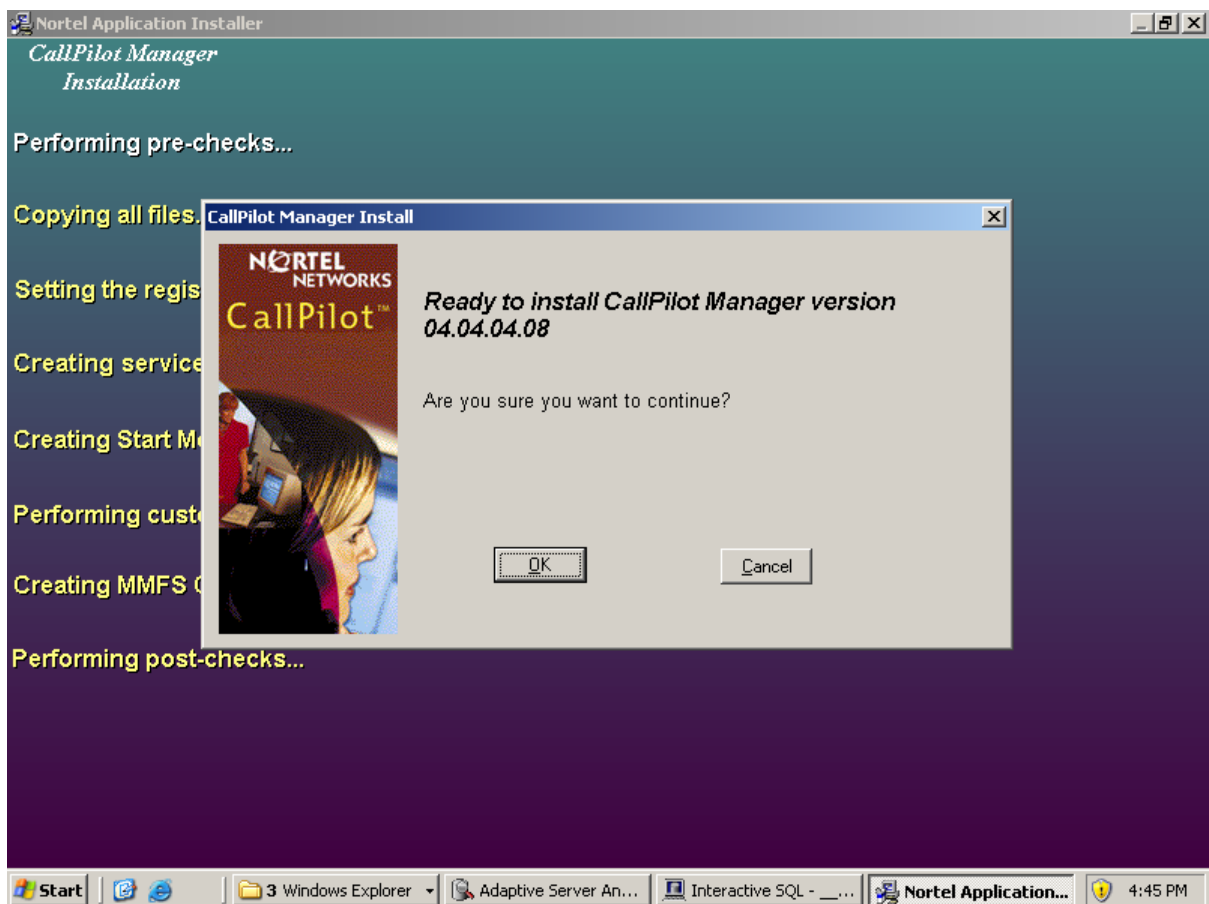 Nortel Application Installer
CallPilot Manager
Installation
Performing pre-checks...
Copying all files.
CallPilot Manager Install
NORTEL
NETWORKS
CallPilot™
Setting the regis
Ready to install CallPilot Manager version
04.04.04.08
Creating service
Are you sure you want to continue?
Creating Start Me
Performing custo
OK
Cancel
Creating MMFS
Performing post-checks...
Start
3 Windows Explorer
Adaptive Server An...
Interactive SQL - __...
Nortel Application...
4:45 PM